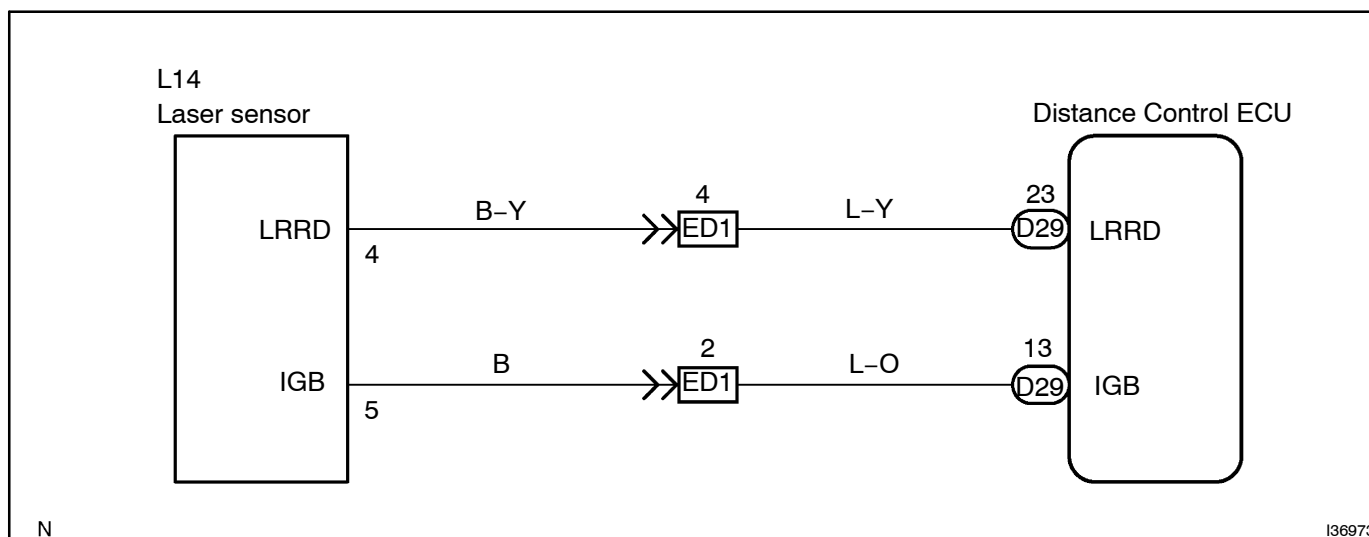 L14
Laser sensor
Distance Control ECU
4
23
B–Y
L–Y
LRRD
ED1
D29
LRRD
4
2
13
B
L–O
IGB
ED1
D29
IGB
5
N
I36973